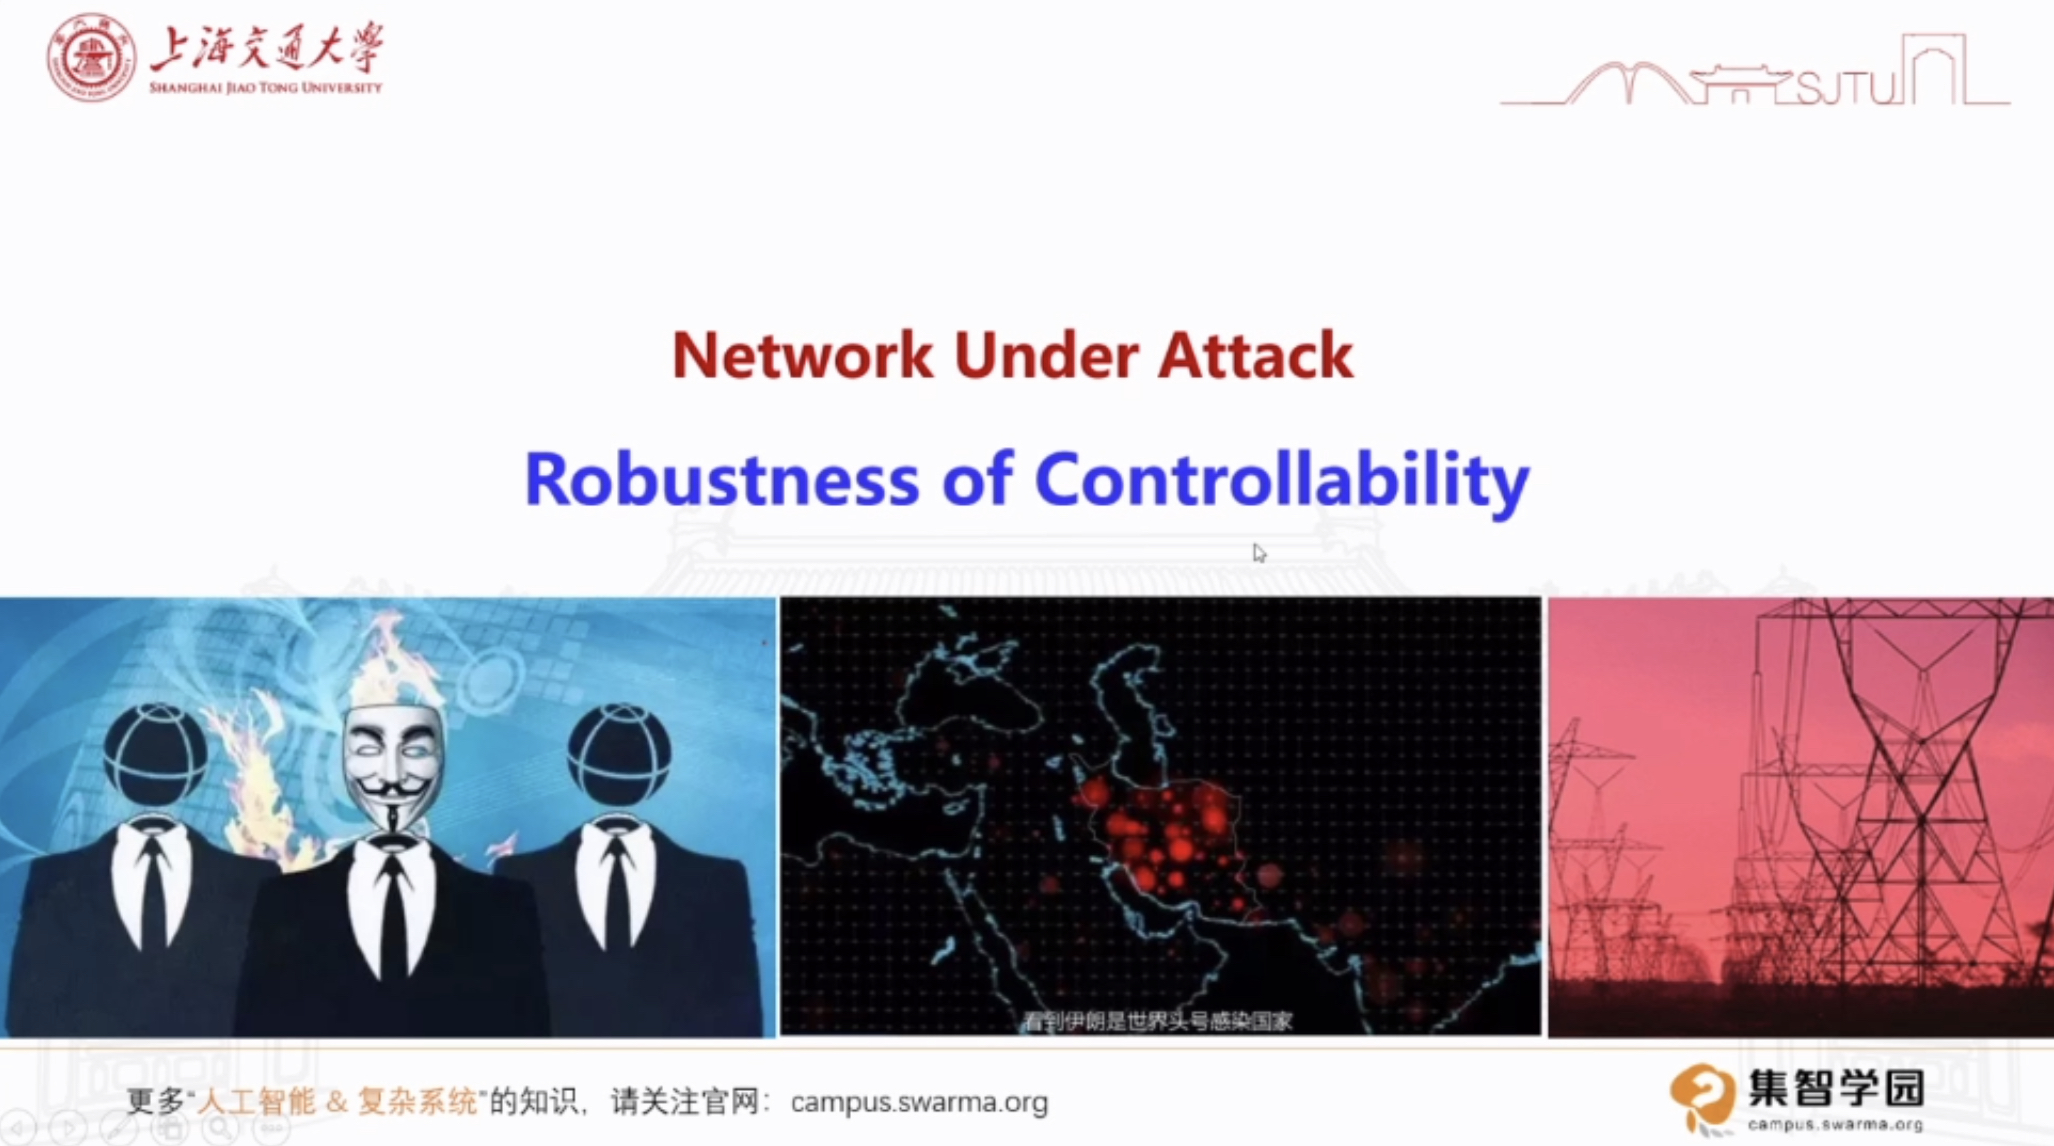 上海交通大学
SHANGHAI JIAO TONG UNIVERSITY
SJTU
Network Under Attack
Robustness of Controllability
看到伊朗是世界头号感染国家
更多“人工智能 & 复杂系统”的知识，请关注官网：campus.swarma.org
集智学园
campus.swarma.org